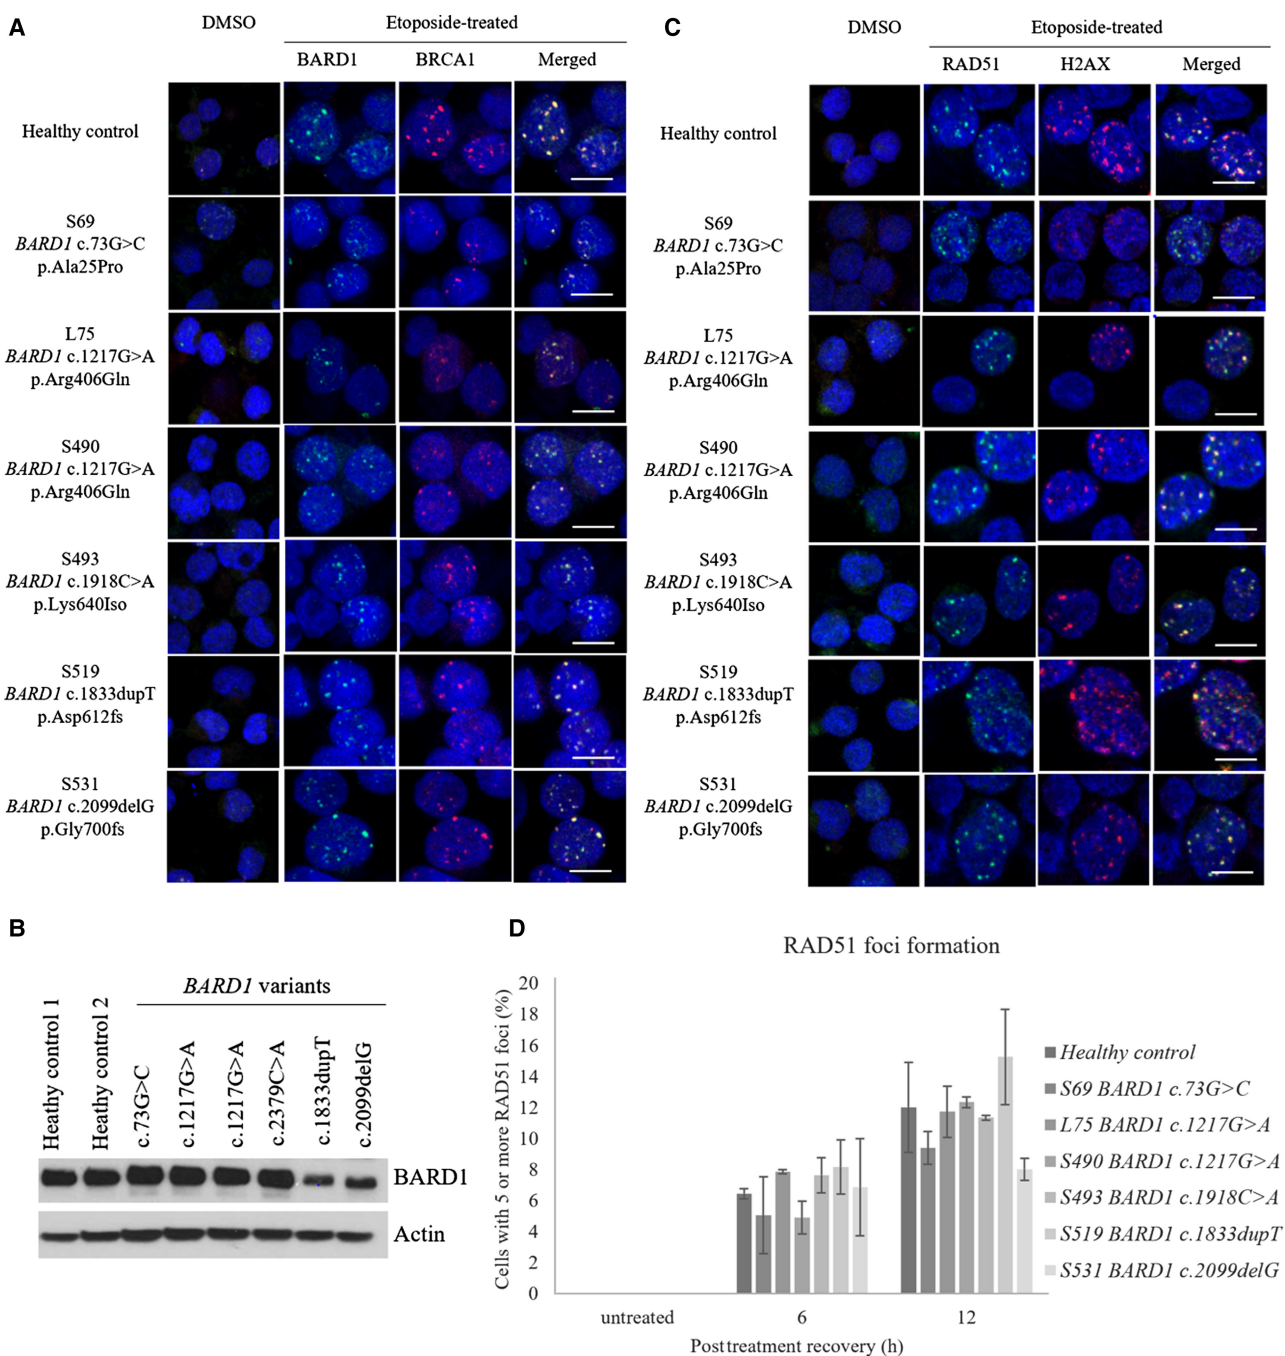 A
DMSO
Etoposide-treated
BARD1
BRCA1
Merged
Healthy control
S69
BARD1 c.73G>C
p.Ala25Pro
L75
BARD1 c.1217G>A
p.Arg406Gln
S490
BARD1 c.1217G>A
p.Arg406Gln
S493
BARD1 c.1918C>A
p.Lys640Iso
S519
BARD1 c.1833dupT
p.Asp612fs
S531
BARD1 c.2099delG
p.Gly700fs
C
DMSO
Etoposide-treated
RAD51
H2AX
Merged
Healthy control
S69
BARD1 c.73G>C
p.Ala25Pro
L75
BARD1 c.1217G>A
p.Arg406Gln
S490
BARD1 c.1217G>A
p.Arg406Gln
S493
BARD1 c.1918C>A
p.Lys640Iso
S519
BARD1 c.1833dupT
p.Asp612fs
S531
BARD1 c.2099delG
p.Gly700fs
B
BARD1 variants
Heathy control 1
Heathy control 2
c.73G>C
c.1217G>A
c.1217G>A
c.2379C>A
c.1833dupT
c.2099delG
BARD1
Actin
D
RAD51 foci formation
Cells with 5 or more RAD51 foci (%)
20
18
16
14
12
10
8
6
4
2
0
untreated
6
12
Posttreatment recovery (h)
Healthy control
S69 BARD1 c.73G>C
L75 BARD1 c.1217G>A
S490 BARD1 c.1217G>A
S493 BARD1 c.1918C>A
S519 BARD1 c.1833dupT
S531 BARD1 c.2099delG